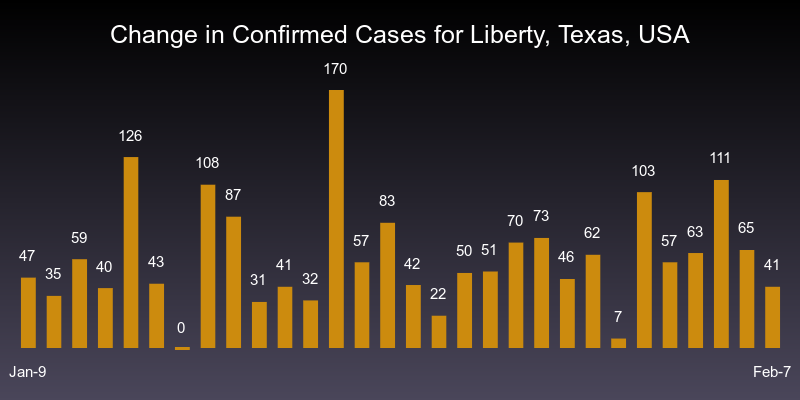 Change in Confirmed Cases for Liberty, Texas, USA
47 35 59 40 126 43 0 108 87 31 41 32 170 57 83 42 22 50 51 70 73 46 62 7 103 57 63 111 65 41
Jan-9 Feb-7